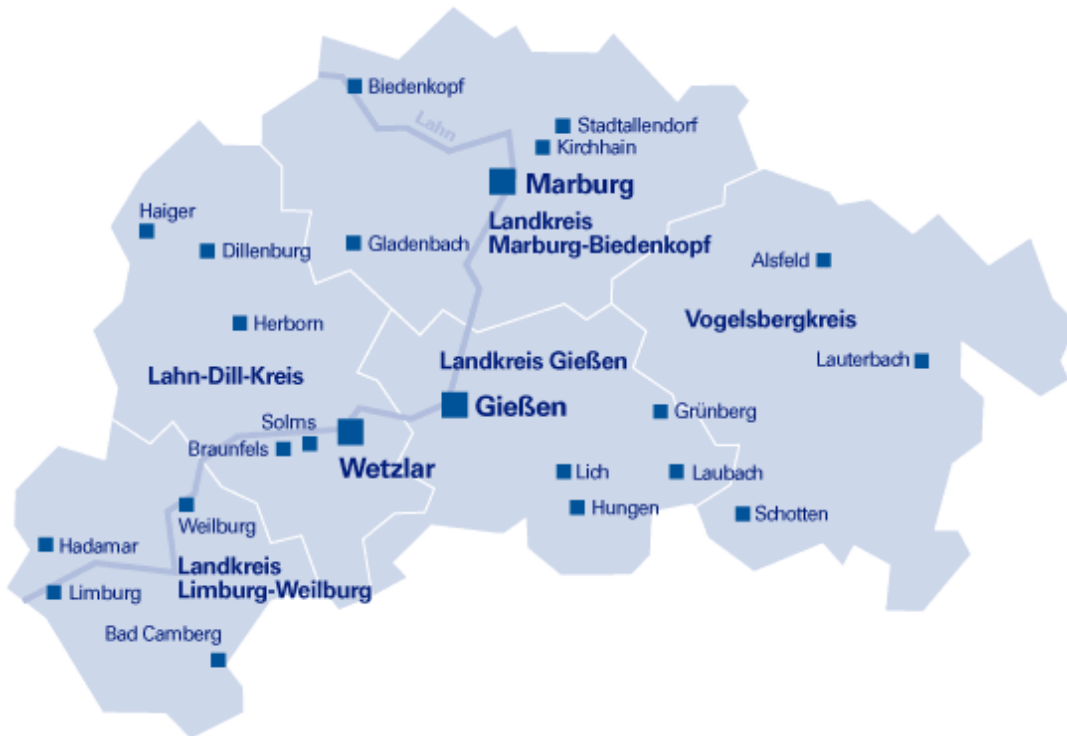 Biedenkopf
Lahn
Stadtallendorf
Kirchhain
Marburg
Landkreis
Marburg-Biedenkopf
Haiger
Dillenburg
Gladenbach
Alsfeld
Herborn
Vogelsbergkreis
Landkreis Gießen
Lauterbach
Lahn-Dill-Kreis
Gießen
Grünberg
Solms
Braunfels
Wetzlar
Lich
Laubach
Hungen
Schotten
Weilburg
Hadamar
Landkreis
Limburg-Weilburg
Limburg
Bad Camberg